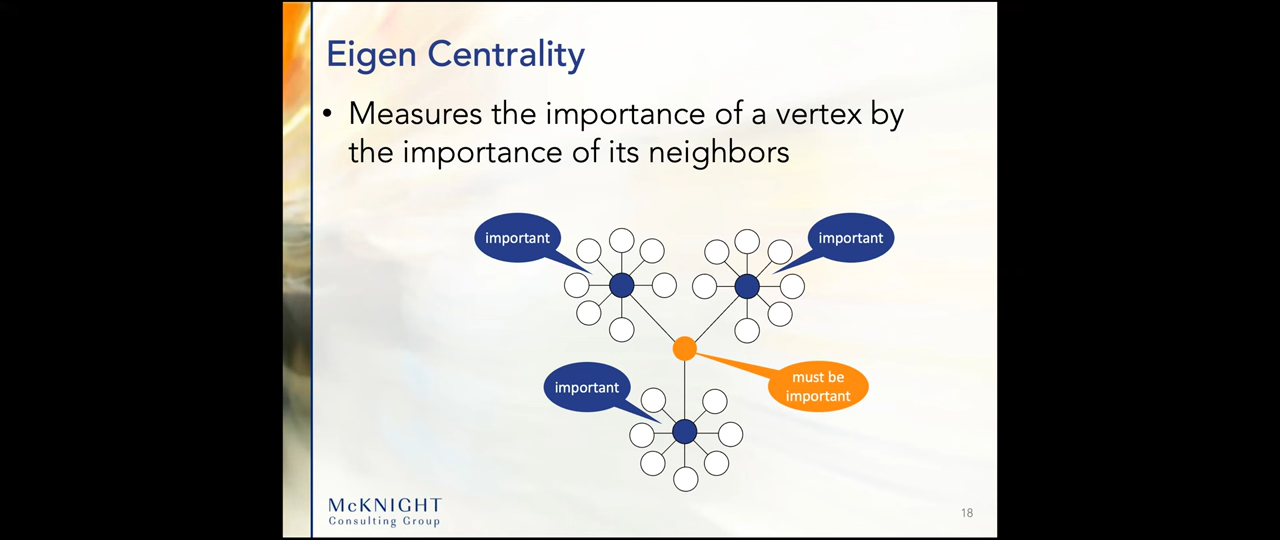 Eigen Centrality
• Measures the importance of a vertex by
the importance of its neighbors
important
important
important
must be
important
McKNIGHT
Consulting Group
18